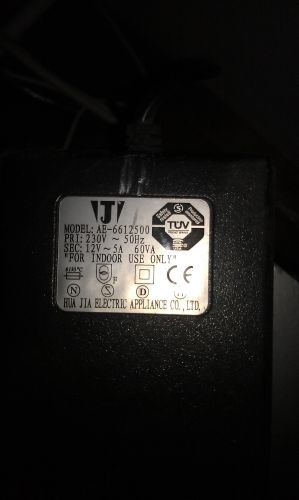 J
MODEL: AE-6612500
PRI: 230V ~ 50Hz
SEC: 12V ~ 5A 60VA
"FOR INDOOR USE ONLY"
TÜV
F
CE
N S D
HUA JIA ELECTRIC APPLIANCE CO., LTD.